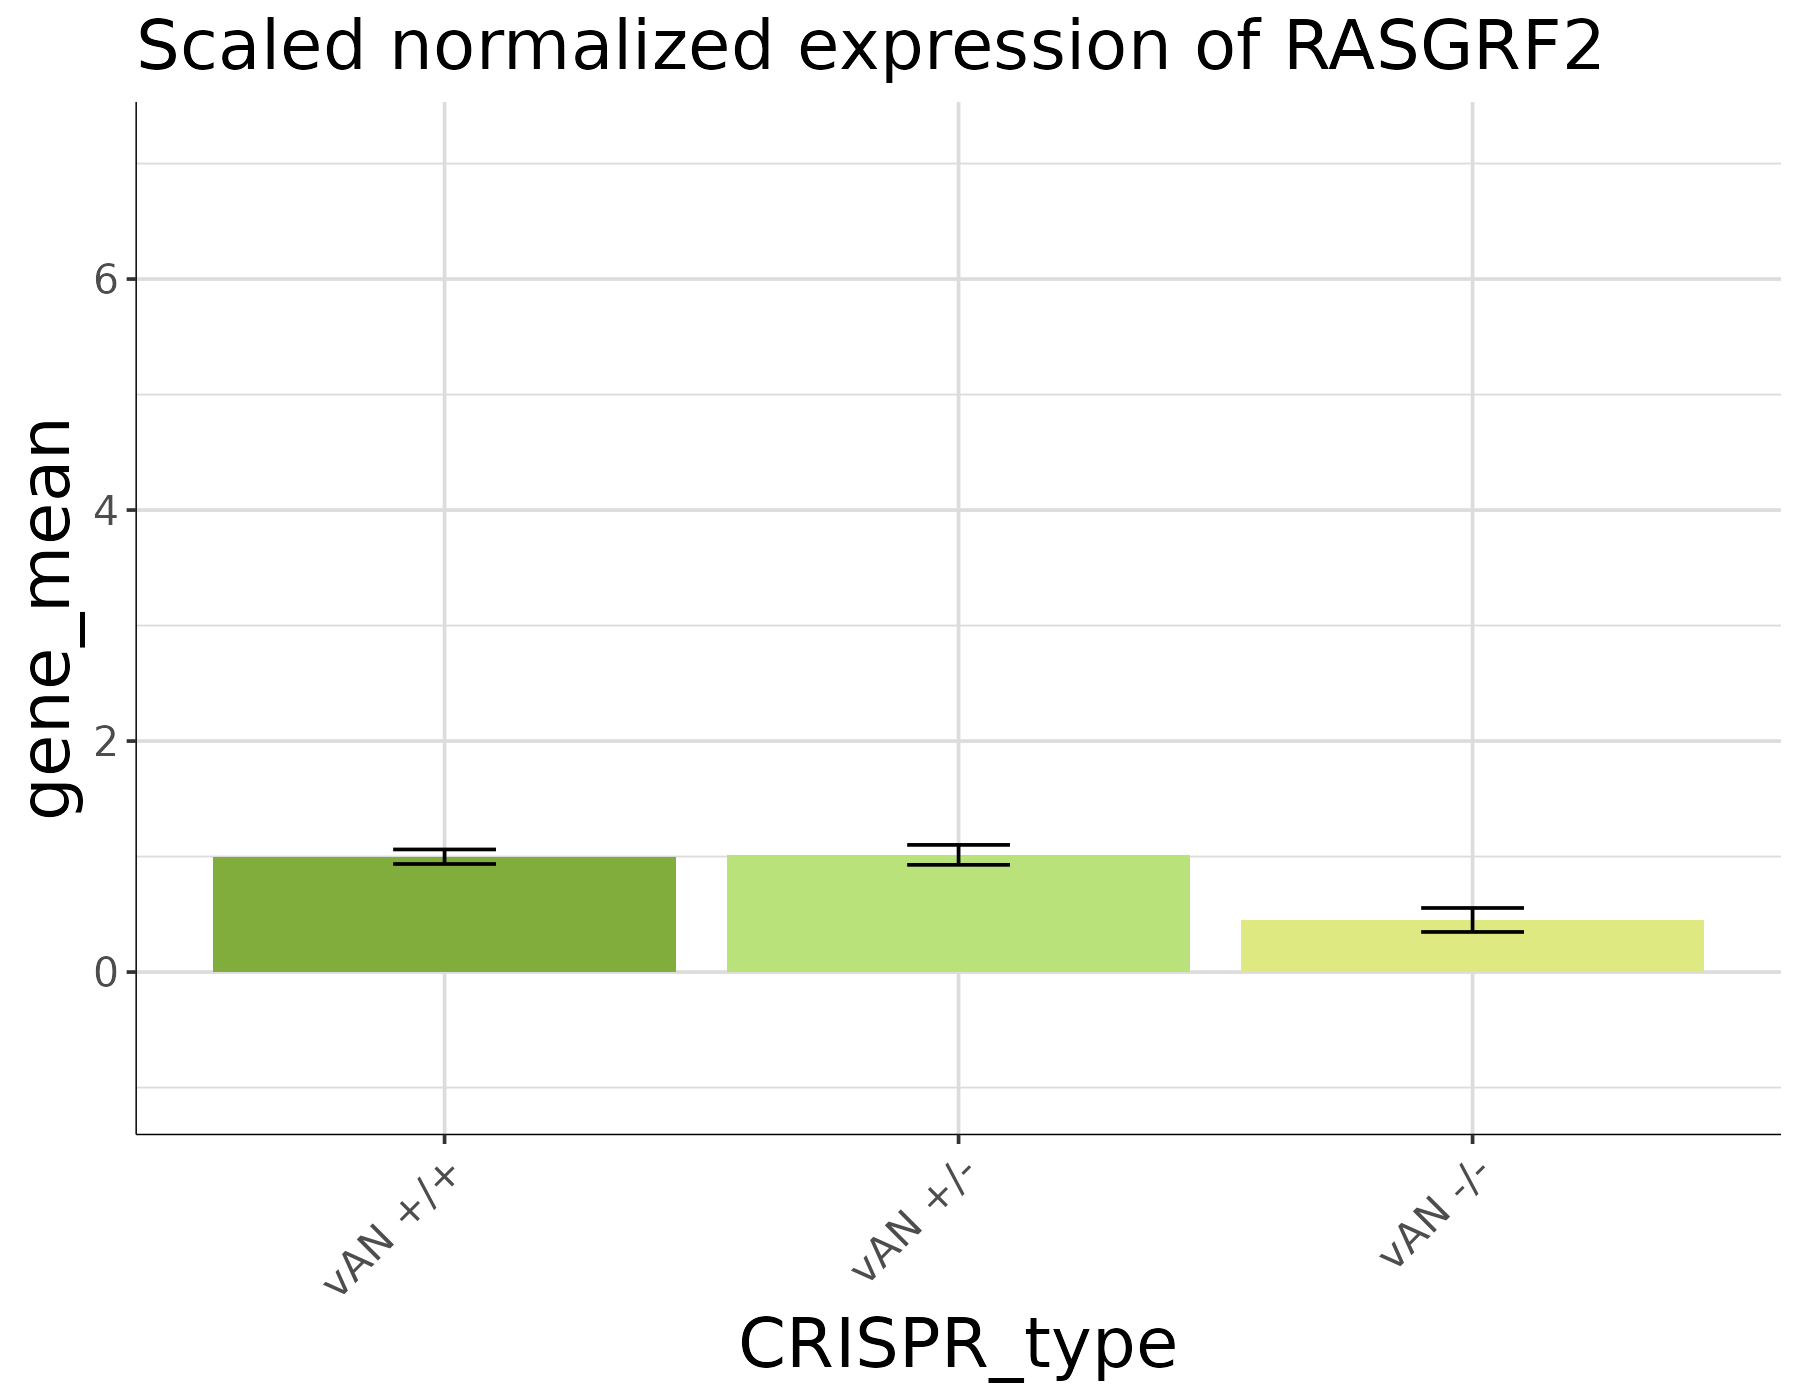 Scaled normalized expression of RASGRF2
gene_mean
6
4
2
0
vAN +/+
vAN +/-
vAN -/-
CRISPR_type